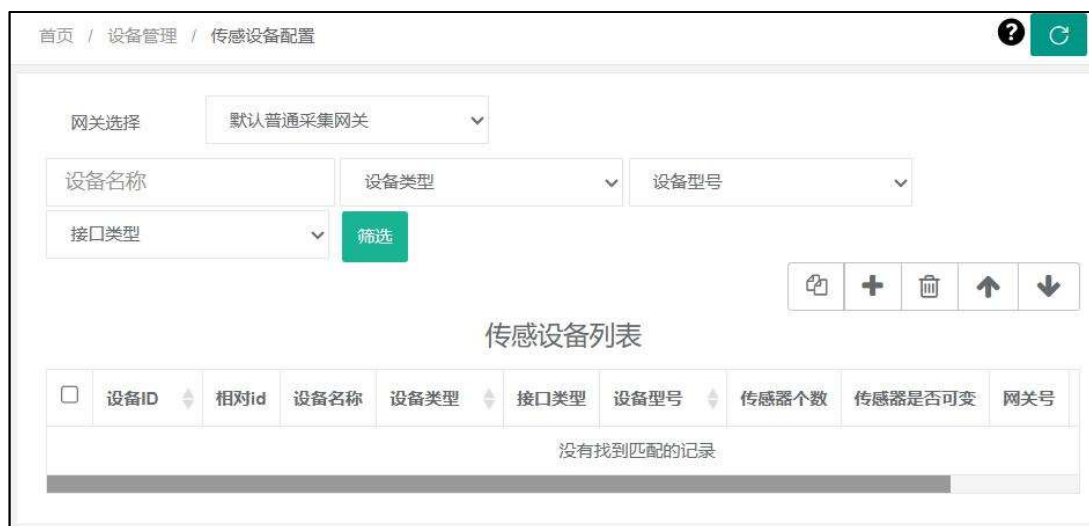 首页 / 设备管理 / 传感设备配置
网关选择 默认普通采集网关
设备名称 设备类型 设备型号
接口类型 筛选
传感设备列表
设备ID 相对id 设备名称 设备类型 接口类型 设备型号 传感器个数 传感器是否可变 网关号
没有找到匹配的记录